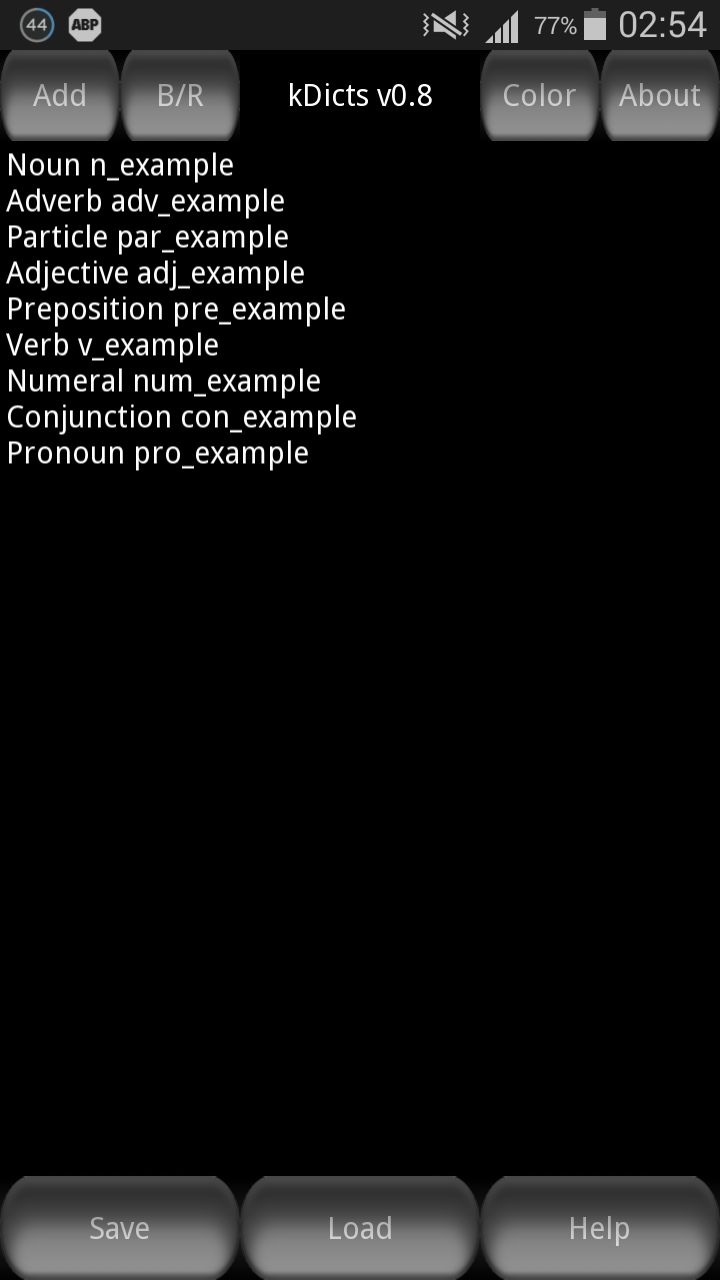 44 ABP 77% 02:54
Add B/R kDicts v0.8 Color About
Noun n_example
Adverb adv_example
Particle par_example
Adjective adj_example
Preposition pre_example
Verb v_example
Numeral num_example
Conjunction con_example
Pronoun pro_example
Save Load Help